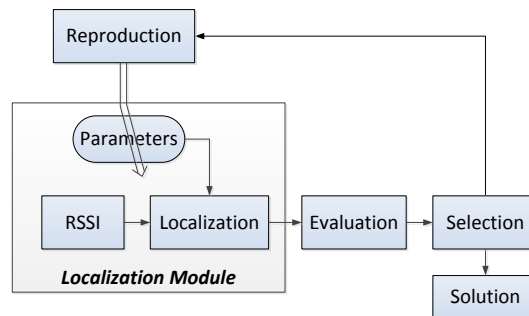 Reproduction
Parameters
RSSI
Localization
Evaluation
Selection
Localization Module
Solution